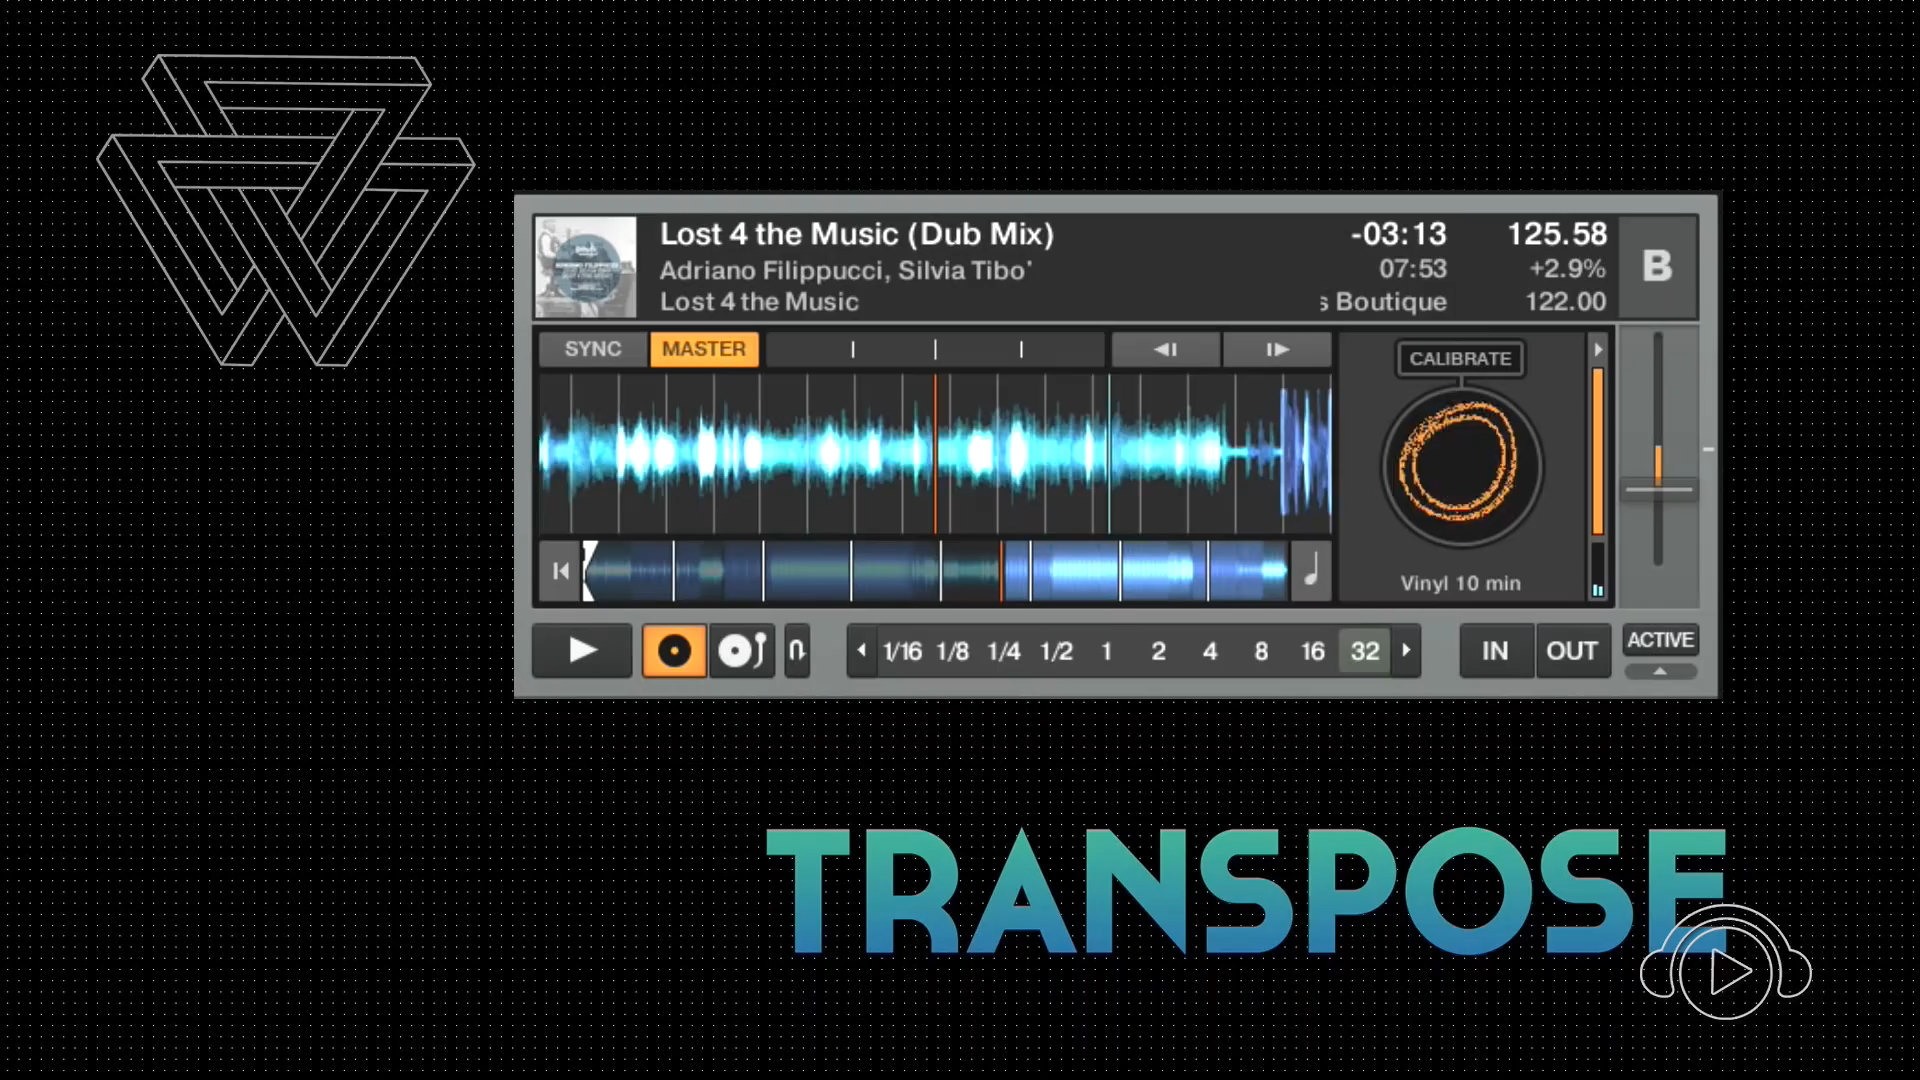 Lost 4 the Music (Dub Mix)
-03:13
125.58
Adriano Filippucci, Silvia Tibo'
07:53
+2.9%
B
Lost 4 the Music
s Boutique
122.00
SYNC
MASTER
CALIBRATE
Vinyl 10 min
1/16 1/8 1/4 1/2 1 2 4 8 16 32
IN
OUT
ACTIVE
TRANSPOSE